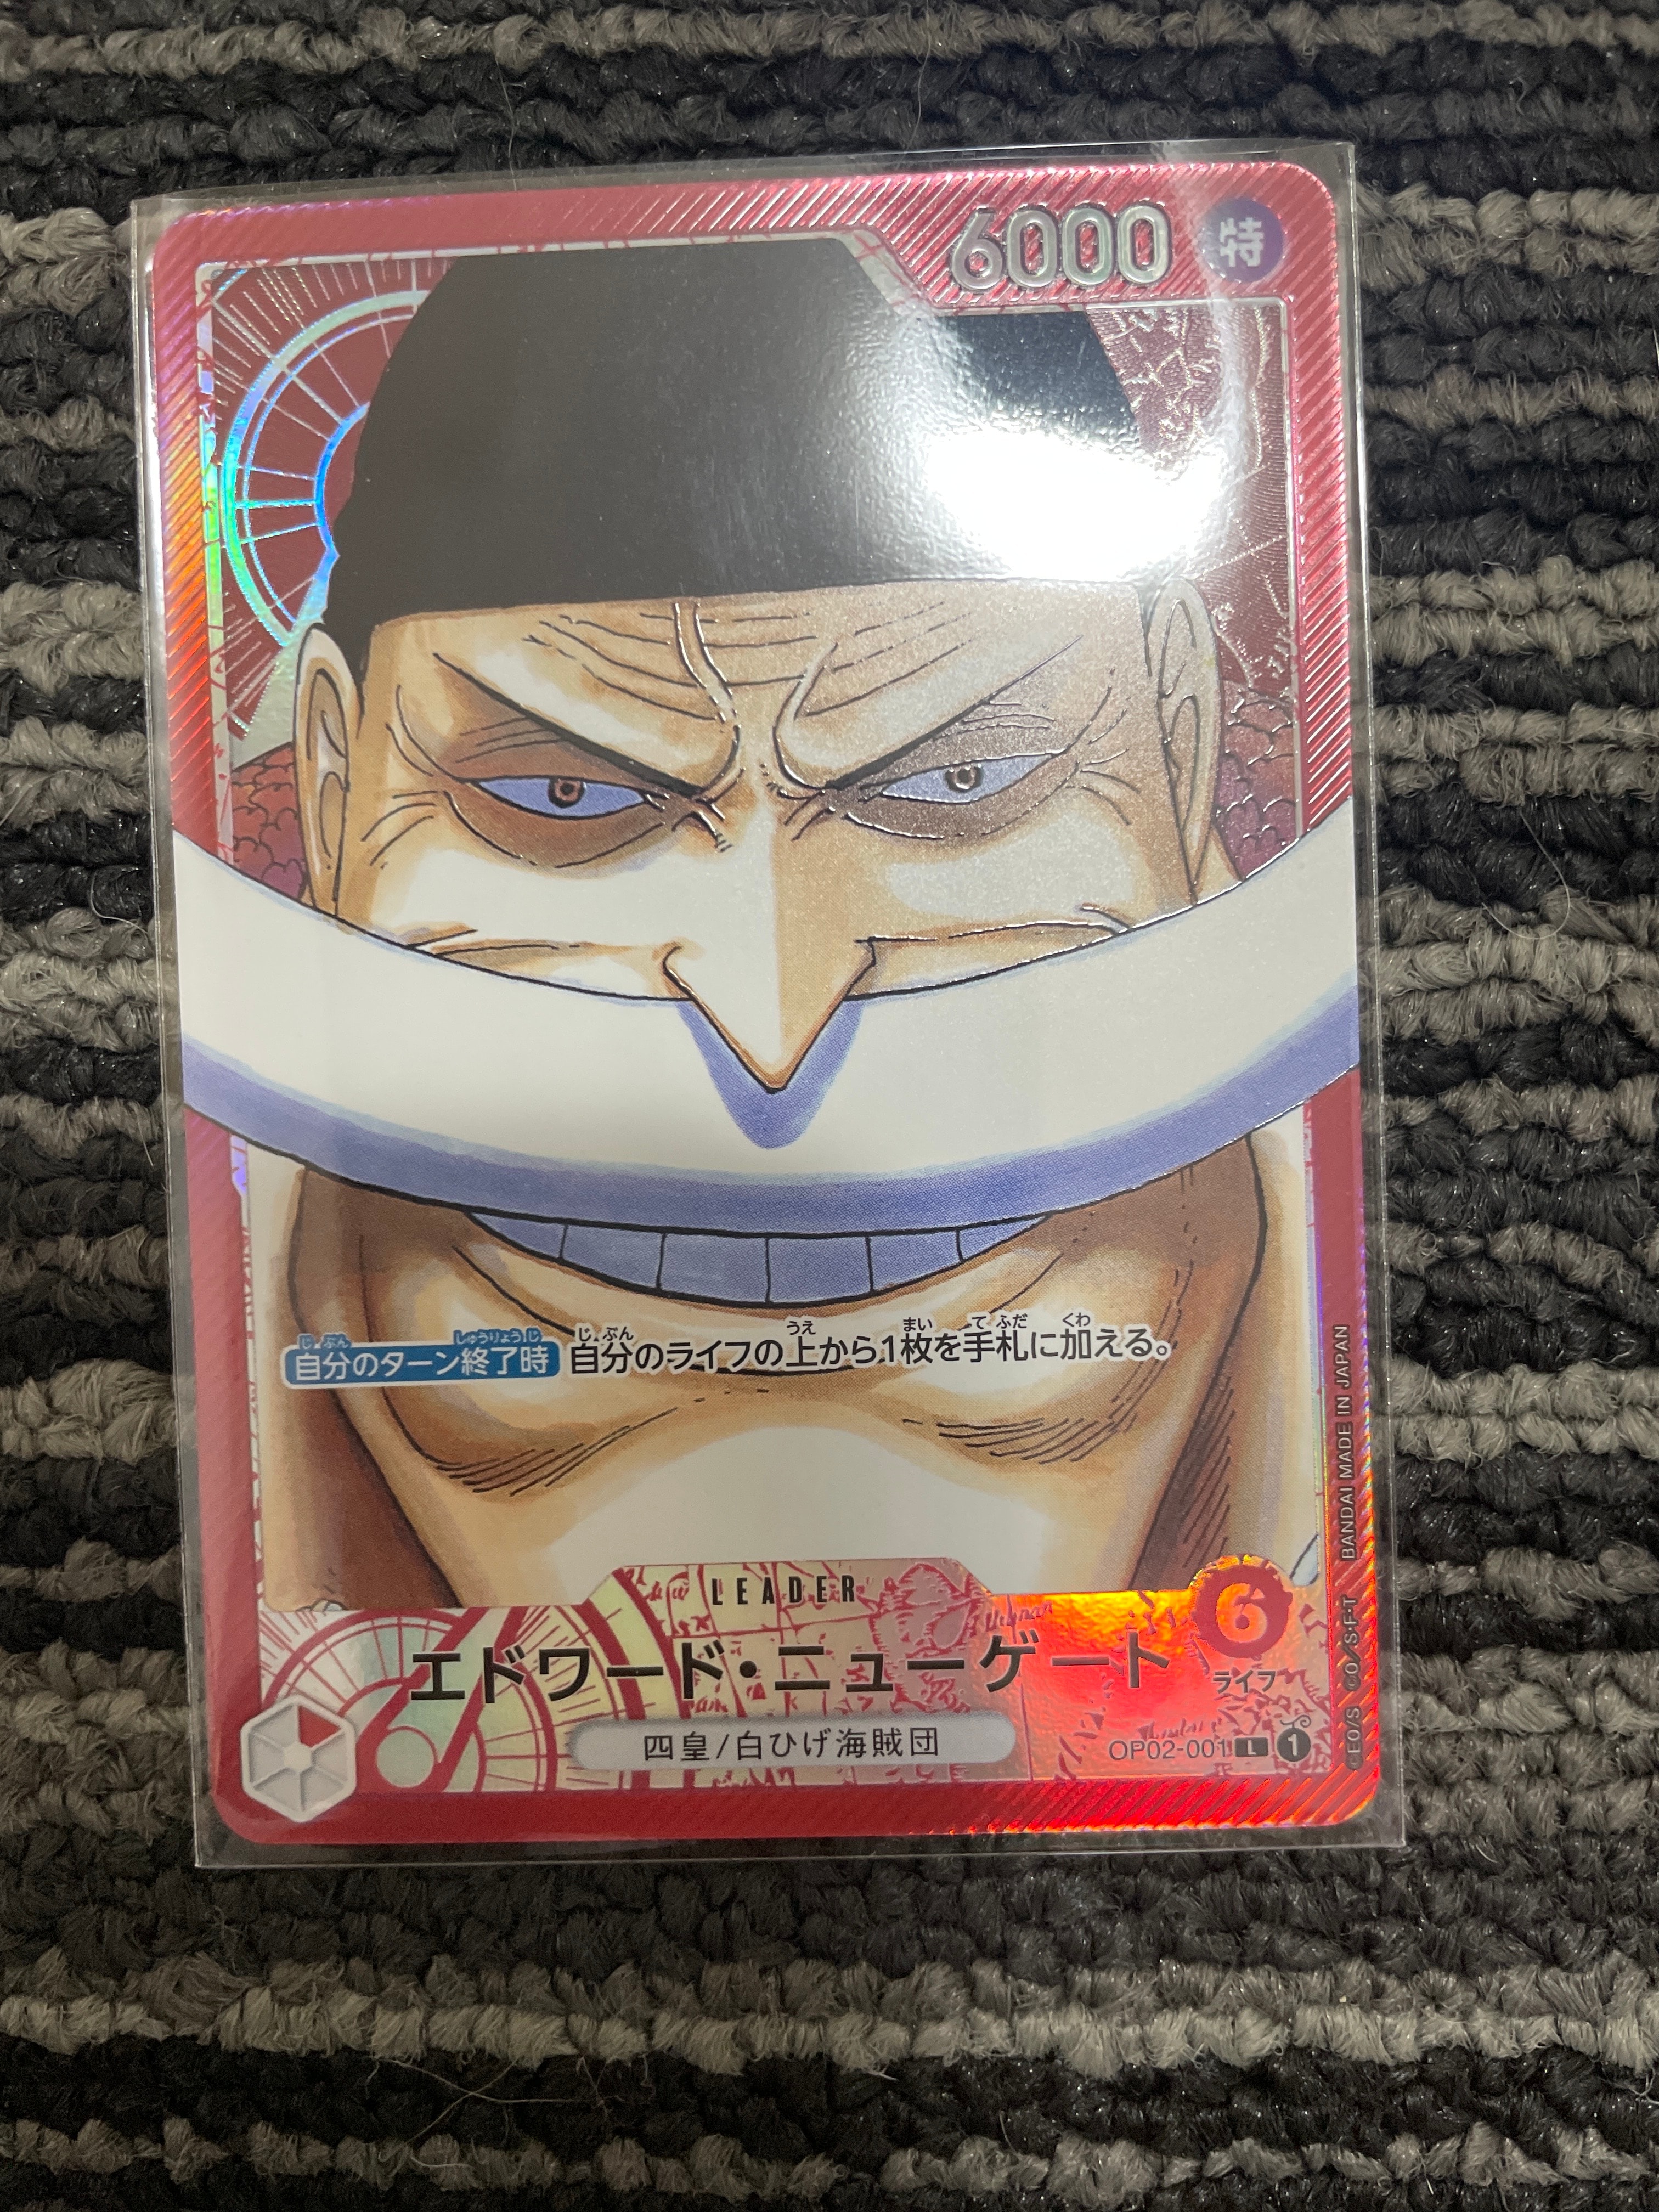 6000 特
自分のターン終了時 自分のライフの上から1枚を手札に加える。
LEADER
エドワード・ニューゲート
6
ライフ
四皇/白ひげ海賊団
OP02-001 L 1
©EO/S ©O/S・F・T BANDAI MADE IN JAPAN